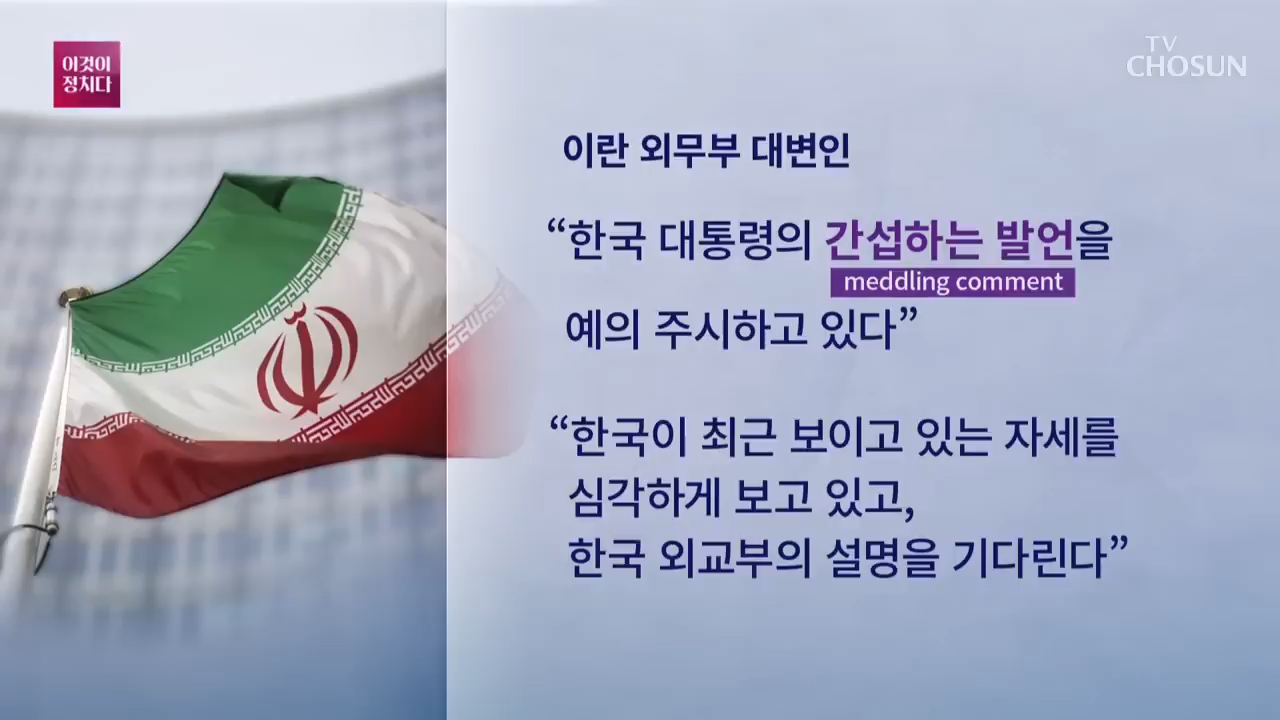 이것이
정치다
TV
CHOSUN
이란 외무부 대변인
“한국 대통령의 간섭하는 발언을
meddling comment
예의 주시하고 있다”
“한국이 최근 보이고 있는 자세를
심각하게 보고 있고,
한국 외교부의 설명을 기다린다”